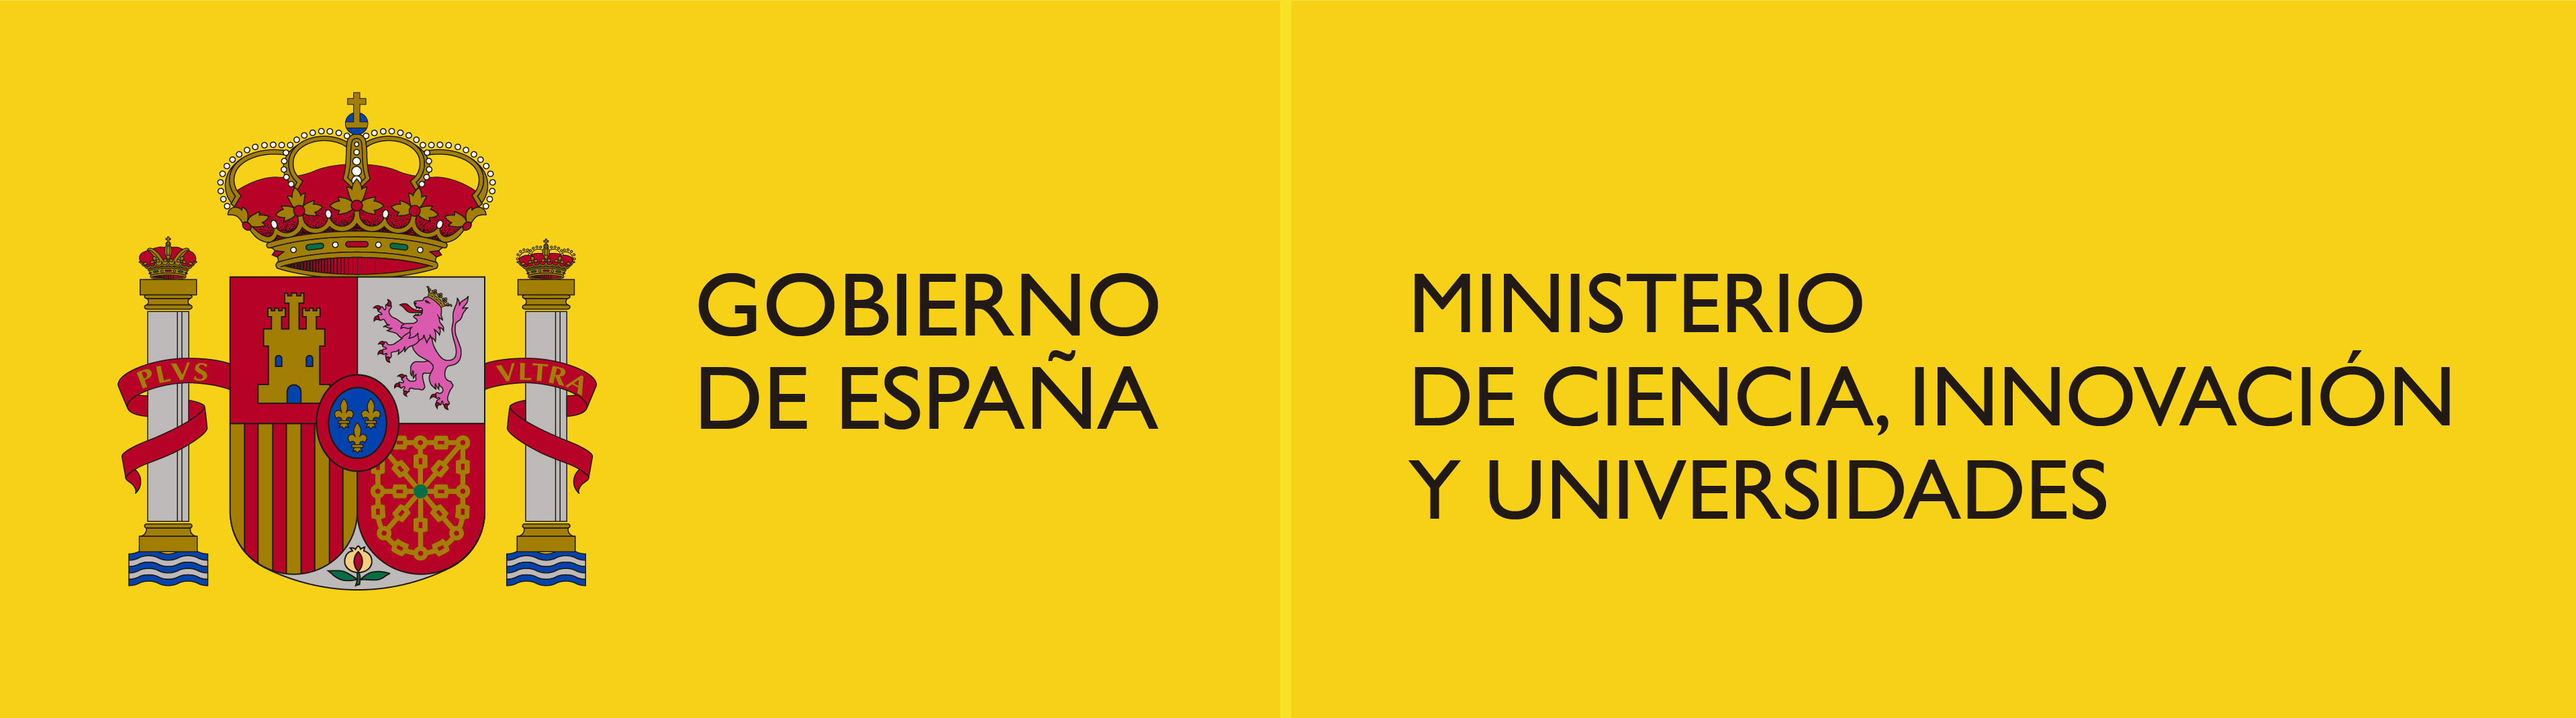 PLVS
VLTRA
GOBIERNO
DE ESPAÑA
MINISTERIO
DE CIENCIA, INNOVACIÓN
Y UNIVERSIDADES